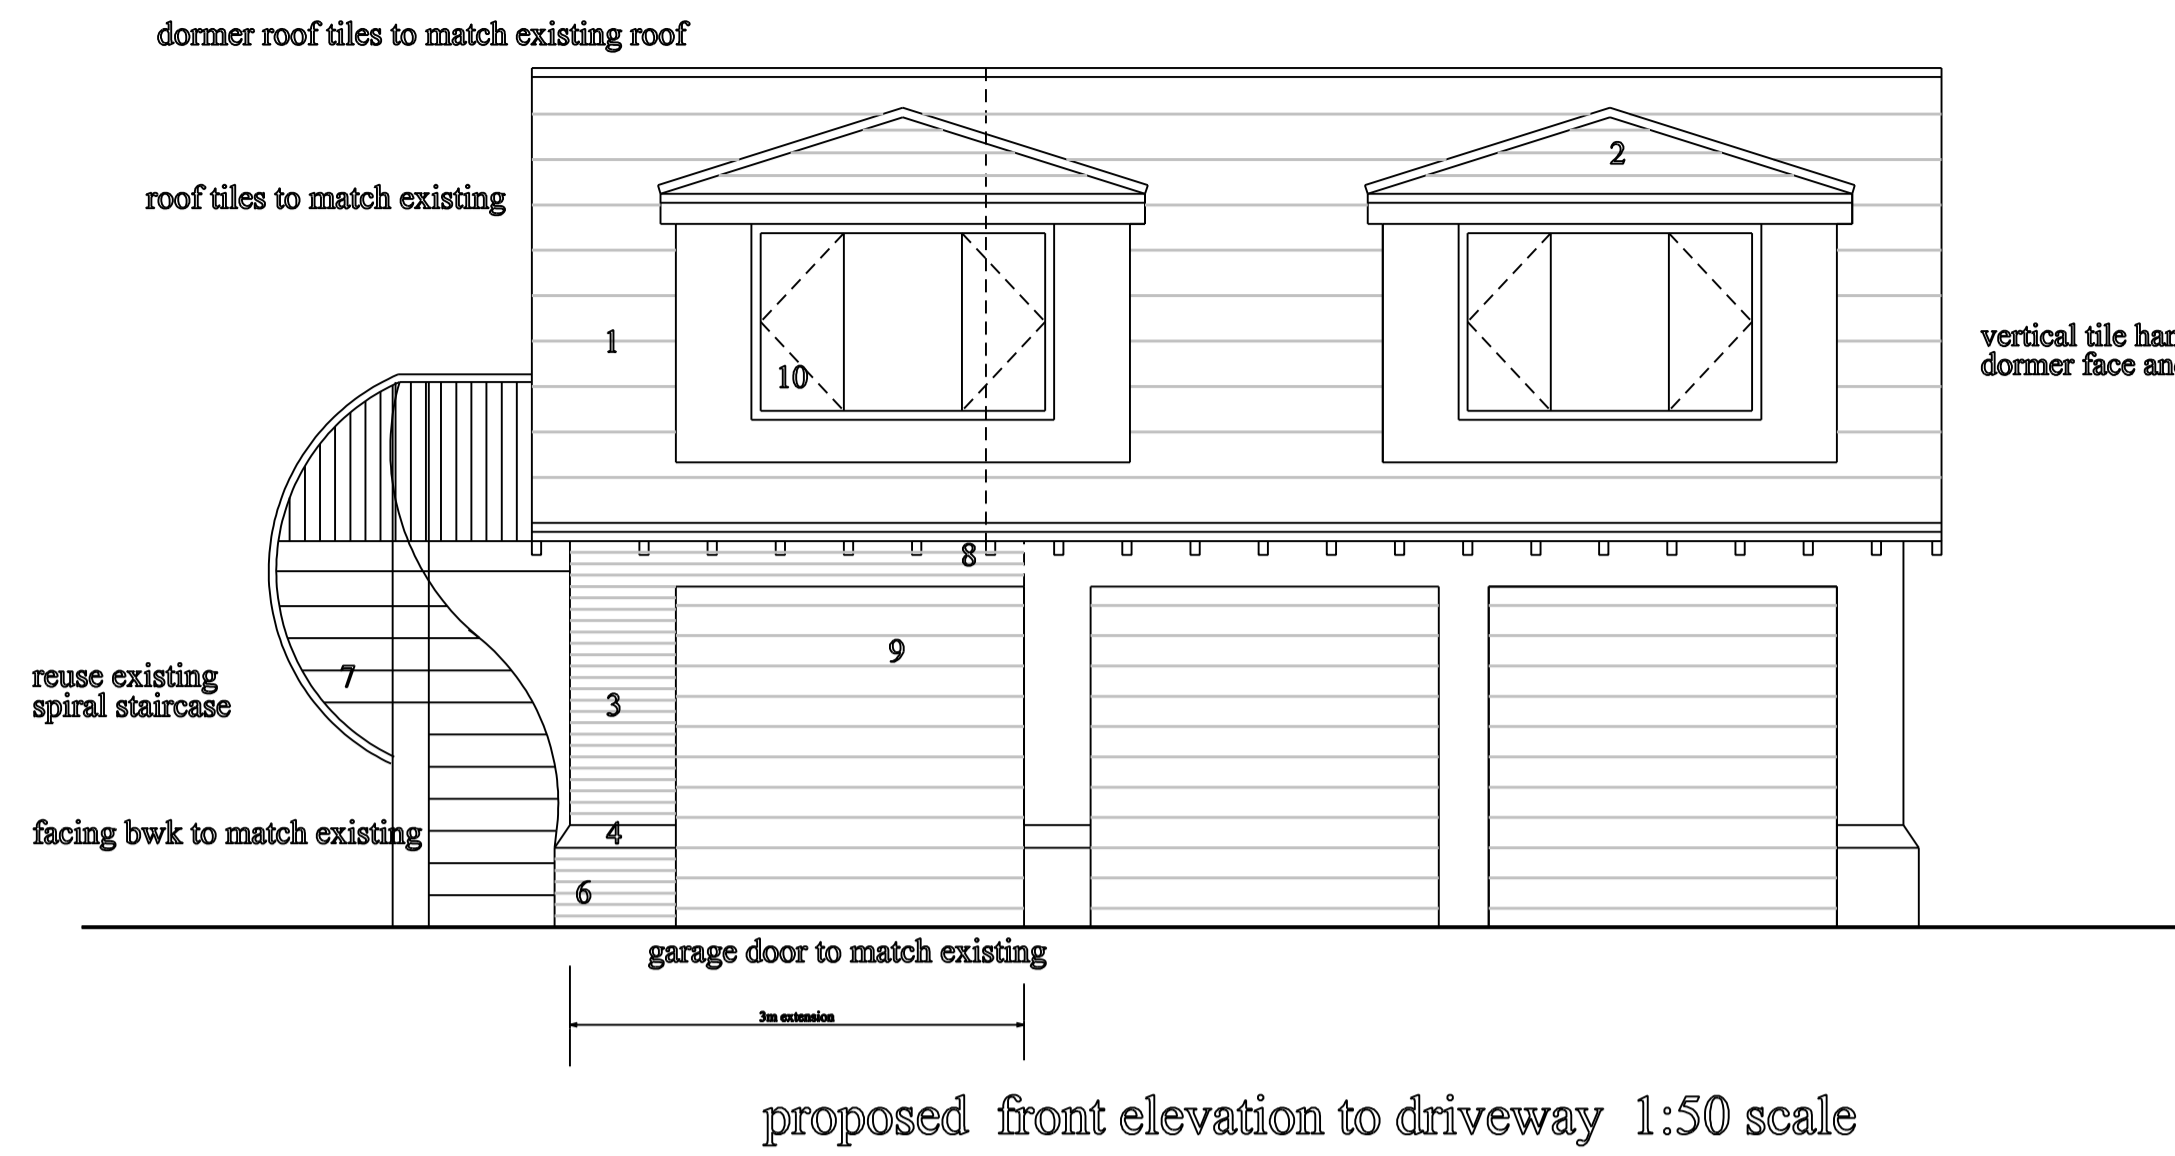 dormer roof tiles to match existing roof
2
roof tiles to match existing
1
vertical tile
dormer face
10
8
9
reuse existing
spiral staircase
7
3
facing bwk to match existing
4
6
garage door to match existing
3m extension
proposed front elevation to driveway 1:50 scale